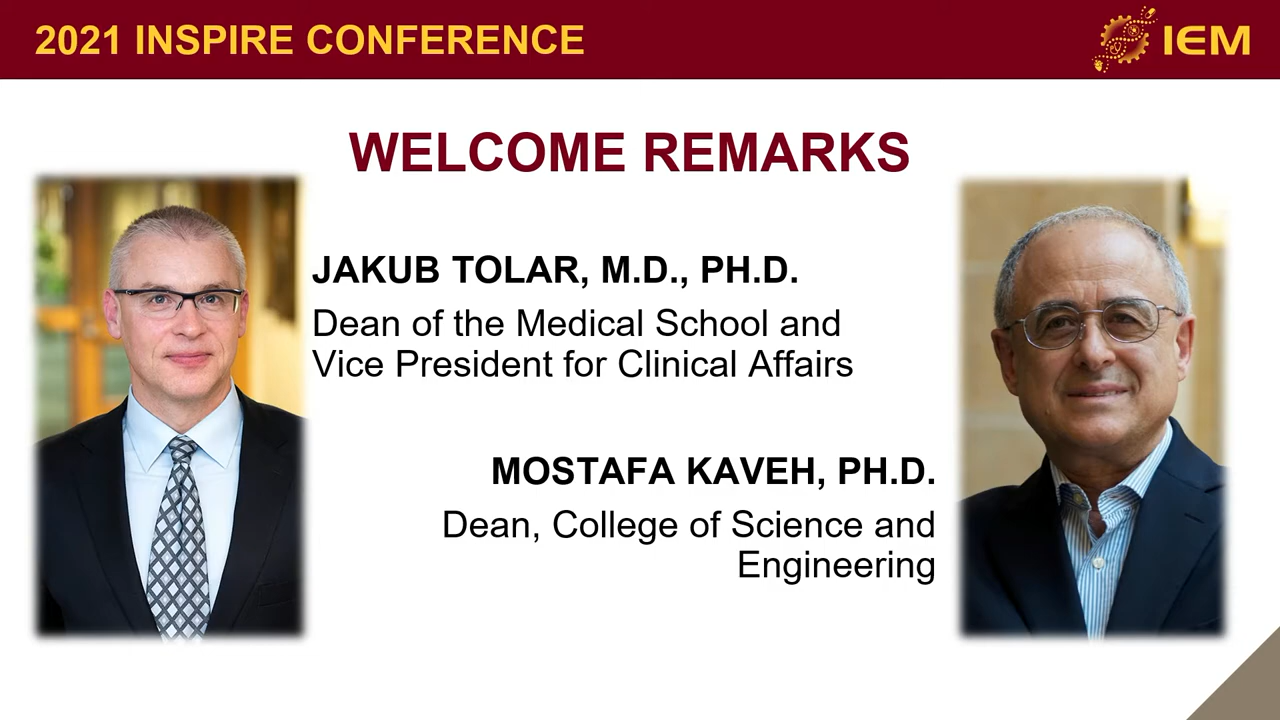 2021 INSPIRE CONFERENCE
IEM
WELCOME REMARKS
JAKUB TOLAR, M.D., PH.D.
Dean of the Medical School and
Vice President for Clinical Affairs
MOSTAFA KAVEH, PH.D.
Dean, College of Science and
Engineering